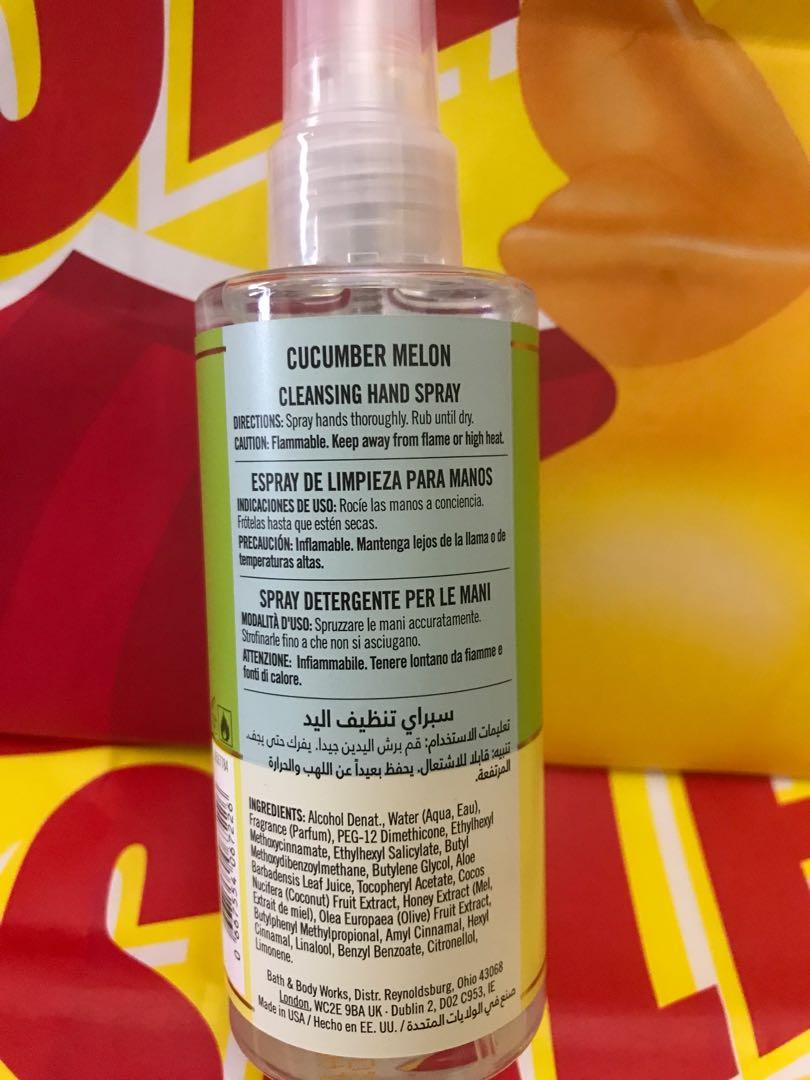 CUCUMBER MELON
CLEANSING HAND SPRAY
DIRECTIONS: Spray hands thoroughly. Rub until dry.
CAUTION: Flammable. Keep away from flame or high heat.
ESPRAY DE LIMPIEZA PARA MANOS
INDICACIONES DE USO: Rocíe las manos a conciencia.
Frótelas hasta que estén secas.
PRECAUCIÓN: Inflamable. Mantenga lejos de la llama o de
temperaturas altas.
SPRAY DETERGENTE PER LE MANI
MODALITÀ D'USO: Spruzzare le mani accuratamente.
Strofinarle fino a che non si asciugano.
ATTENZIONE: Infiammabile. Tenere lontano da fiamme e
fonti di calore.
سبراي تنظيف اليد
تعليمات الاستخدام: قم برش اليدين جيدا. يفرك حتى يجف.
تنبيه: قابلا للاشتعال. يحفظ بعيداً عن اللهب والحرارة
المرتفعة.
INGREDIENTS: Alcohol Denat., Water (Aqua, Eau),
Fragrance (Parfum), PEG-12 Dimethicone, Ethylhexyl
Methoxycinnamate, Ethylhexyl Salicylate, Butyl
Methoxydibenzoylmethane, Butylene Glycol, Aloe
Barbadensis Leaf Juice, Tocopheryl Acetate, Cocos
Nucifera (Coconut) Fruit Extract, Honey Extract (Mel,
Extrait de miel), Olea Europaea (Olive) Fruit Extract,
Butylphenyl Methylpropional, Amyl Cinnamal, Hexyl
Cinnamal, Linalool, Benzyl Benzoate, Citronellol,
Limonene.
Bath & Body Works, Distr. Reynoldsburg, Ohio 43068
London, WC2E 9BA UK · Dublin 2, D02 C953, IE
Made in USA / Hecho en EE. UU. / صنع في الولايات المتحدة